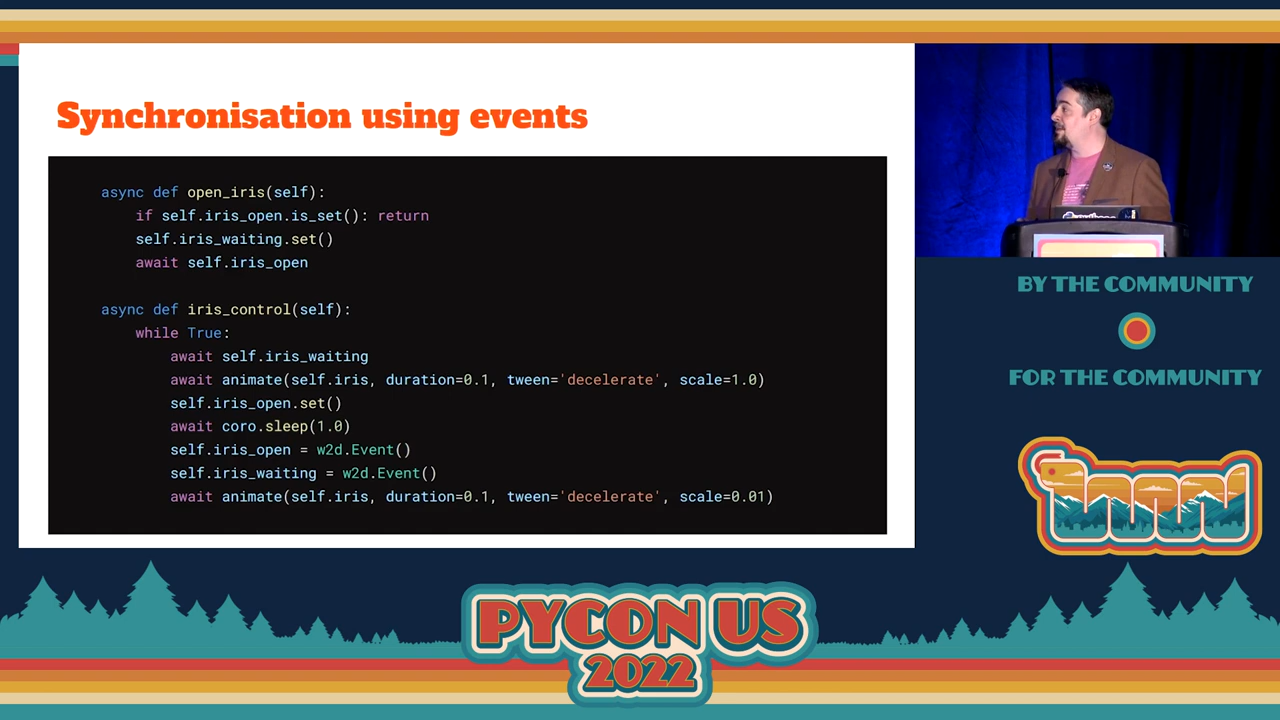 Synchronisation using events
async def open_iris(self):
if self.iris_open.is_set(): return
self.iris_waiting.set()
await self.iris_open
async def iris_control(self):
while True:
await self.iris_waiting
await animate(self.iris, duration=0.1, tween='decelerate', scale=1.0)
self.iris_open.set()
await coro.sleep(1.0)
self.iris_open = w2d.Event()
self.iris_waiting = w2d.Event()
await animate(self.iris, duration=0.1, tween='decelerate', scale=0.01)
BY THE COMMUNITY
FOR THE COMMUNITY
PYCON US
2022